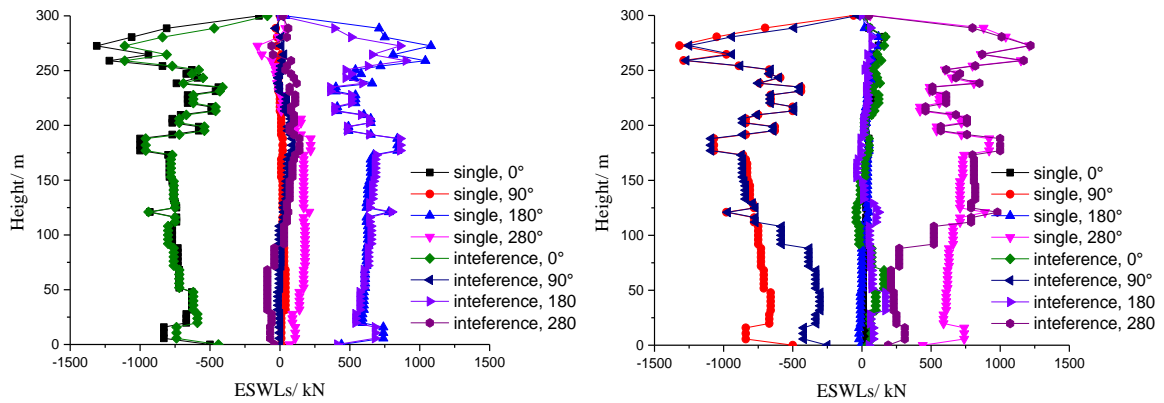 300
250
200
150
100
50
0
Height/ m
-1500
-1000
-500
0
500
1000
1500
ESWLs/ kN
single, 0°
single, 90°
single, 180°
single, 280°
inteference, 0°
inteference, 90°
inteference, 180
inteference, 280
300
250
200
150
100
50
0
Height/ m
-1500
-1000
-500
0
500
1000
1500
ESWLs/ kN
single, 0°
single, 90°
single, 180°
single, 280°
inteference, 0°
inteference, 90°
inteference, 180
inteference, 280